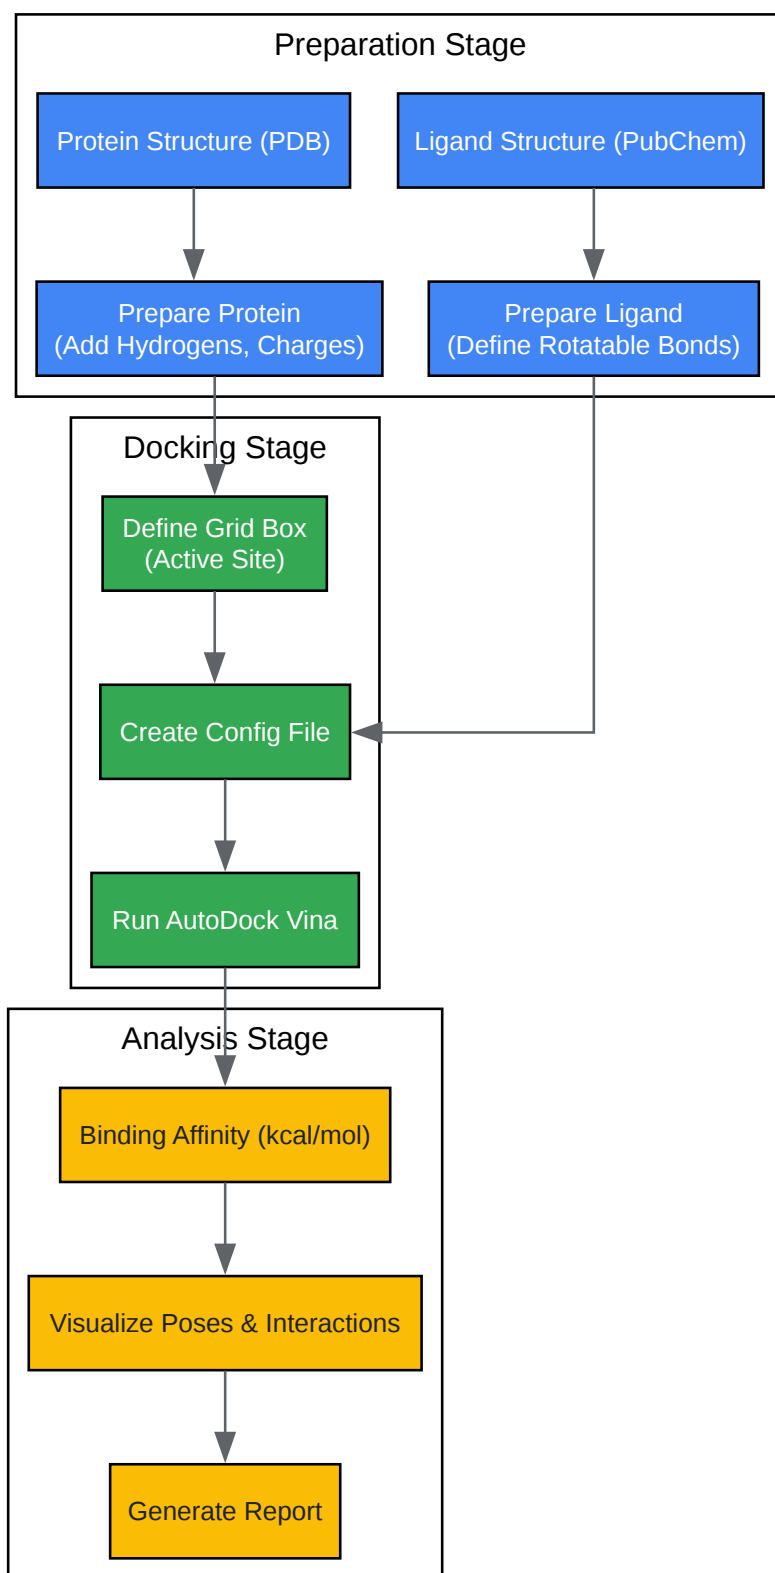 Preparation Stage
Protein Structure (PDB)
Ligand Structure (PubChem)
Prepare Protein
(Add Hydrogens, Charges)
Prepare Ligand
(Define Rotatable Bonds)
Docking Stage
Define Grid Box
(Active Site)
Create Config File
Run AutoDock Vina
Analysis Stage
Binding Affinity (kcal/mol)
Visualize Poses & Interactions
Generate Report